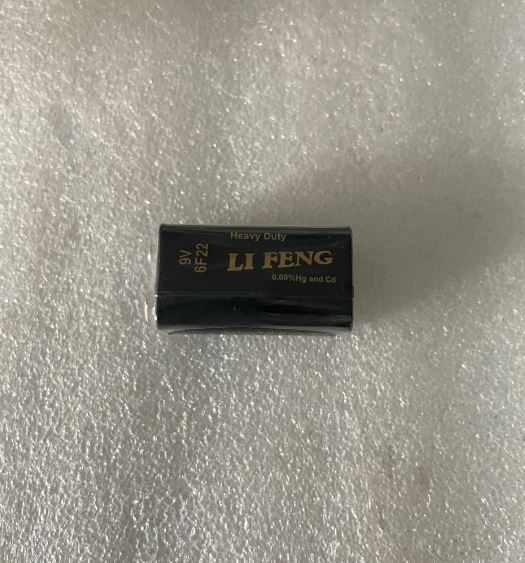 Heavy Duty
9V
6F22
LI FENG
0.00%Hg and Cd